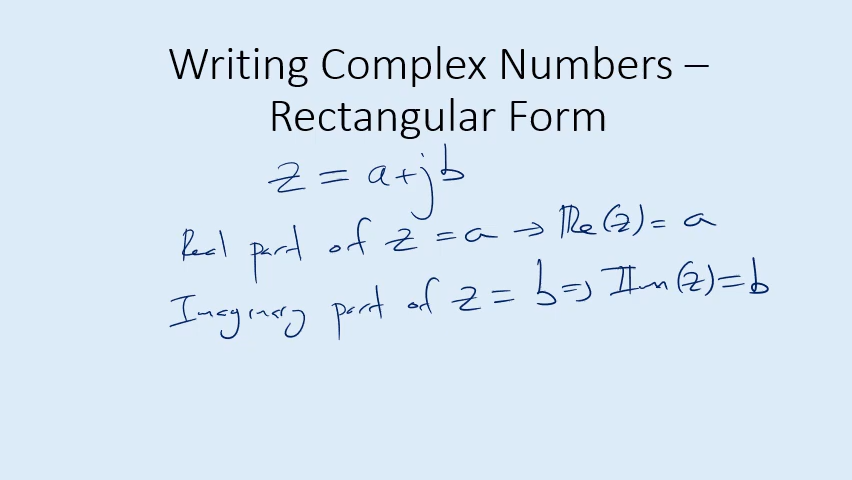 Writing Complex Numbers –
Rectangular Form
z = a + jb
Real part of z = a → Re(z) = a
Imaginary part of z = b ⇒ Im(z) = b